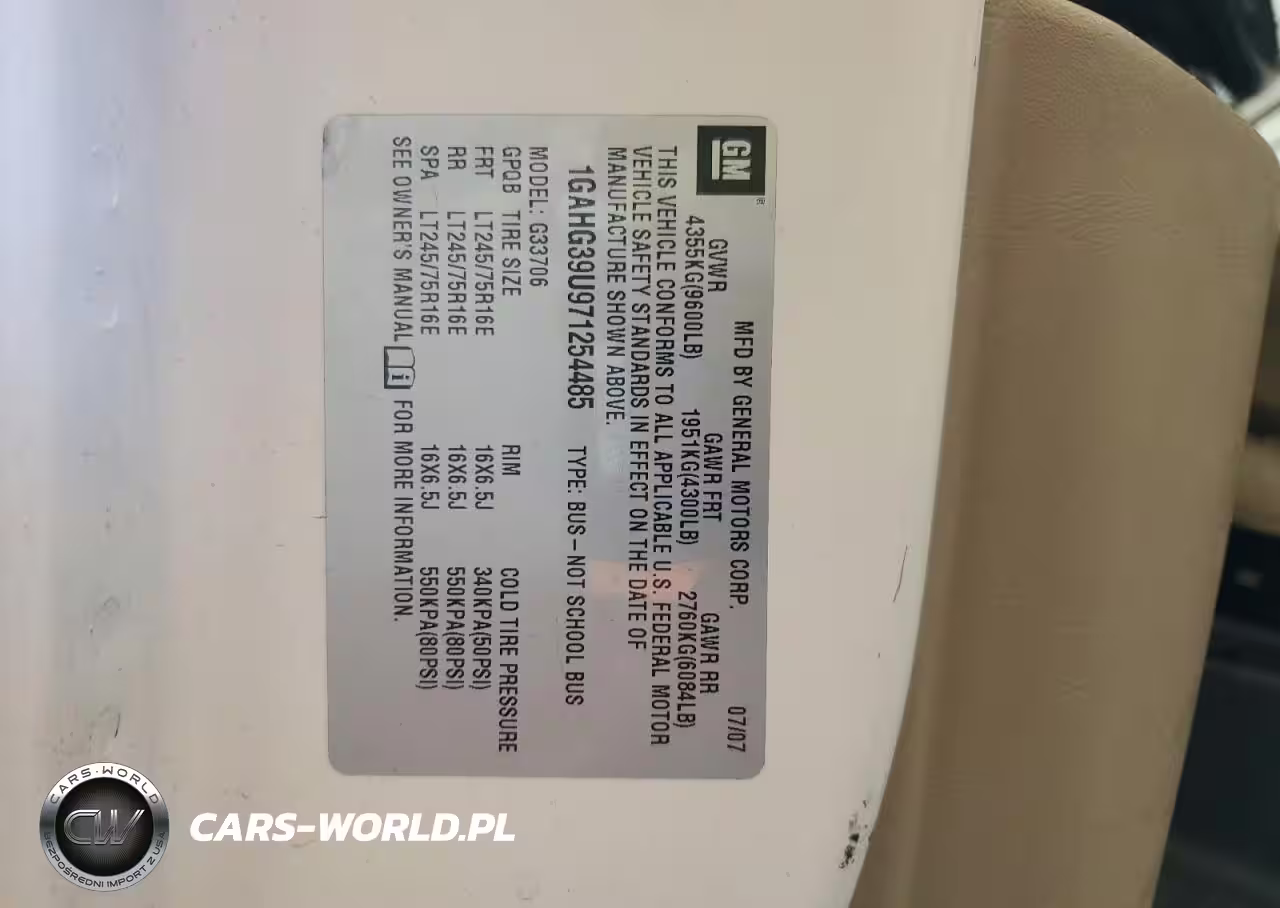 GM®
MFD BY GENERAL MOTORS CORP. 07/07
GVWR GAWR FRT GAWR RR
4355KG(9600LB) 1951KG(4300LB) 2760KG(6084LB)
THIS VEHICLE CONFORMS TO ALL APPLICABLE U.S. FEDERAL MOTOR
VEHICLE SAFETY STANDARDS IN EFFECT ON THE DATE OF
MANUFACTURE SHOWN ABOVE.
1GAHG39U971254485 TYPE: BUS – NOT SCHOOL BUS
MODEL: G33706
GPQB TIRE SIZE RIM COLD TIRE PRESSURE
FRT LT245/75R16E 16X6.5J 340KPA(50PSI)
RR LT245/75R16E 16X6.5J 550KPA(80PSI)
SPA LT245/75R16E 16X6.5J 550KPA(80PSI)
SEE OWNER'S MANUAL i FOR MORE INFORMATION.
CARS-WORLD
CW
BEZPOŚREDNI IMPORT Z USA
CARS-WORLD.PL